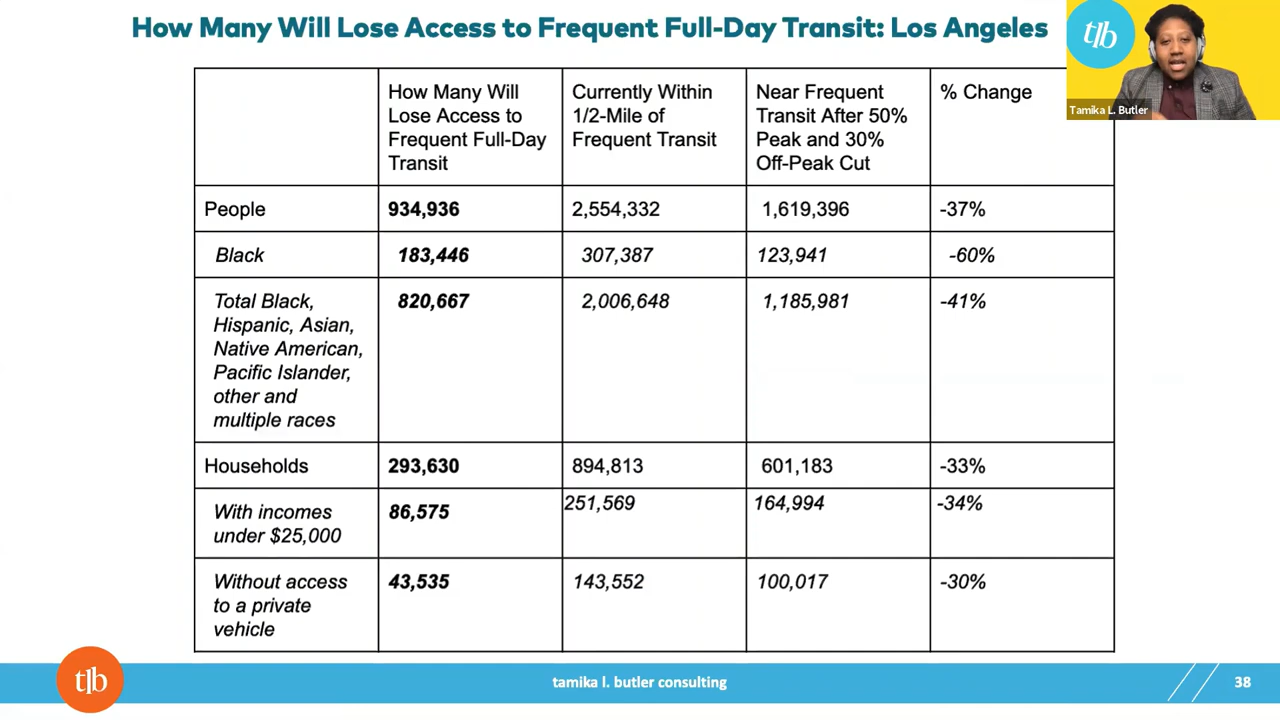 How Many Will Lose Access to Frequent Full-Day Transit: Los Angeles
tlb
Tamika L. Butler
How Many Will
Lose Access to
Frequent Full-Day
Transit
Currently Within
1/2-Mile of
Frequent Transit
Near Frequent
Transit After 50%
Peak and 30%
Off-Peak Cut
% Change
People
934,936
2,554,332
1,619,396
-37%
Black
183,446
307,387
123,941
-60%
Total Black,
Hispanic, Asian,
Native American,
Pacific Islander,
other and
multiple races
820,667
2,006,648
1,185,981
-41%
Households
293,630
894,813
601,183
-33%
With incomes
under $25,000
86,575
251,569
164,994
-34%
Without access
to a private
vehicle
43,535
143,552
100,017
-30%
tlb
tamika l. butler consulting
38